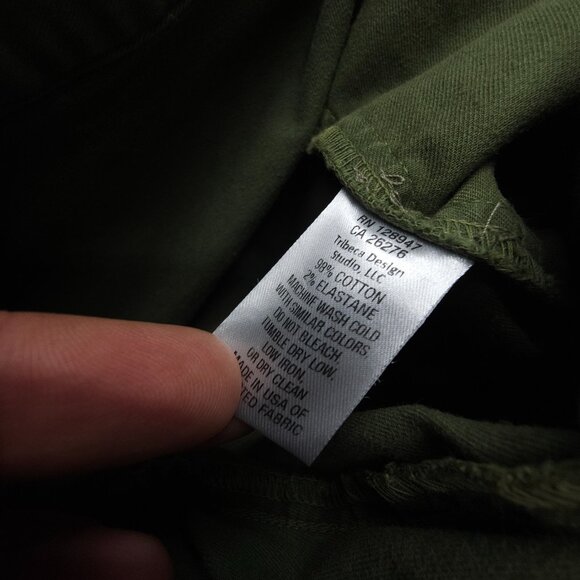 RN 128947
CA 26276
Tribeca Design
Studio, LLC
98% COTTON
2% ELASTANE
MACHINE WASH COLD
WITH SIMILAR COLORS
DO NOT BLEACH
TUMBLE DRY LOW.
LOW IRON,
OR DRY CLEAN
MADE IN USA OF
FABRIC